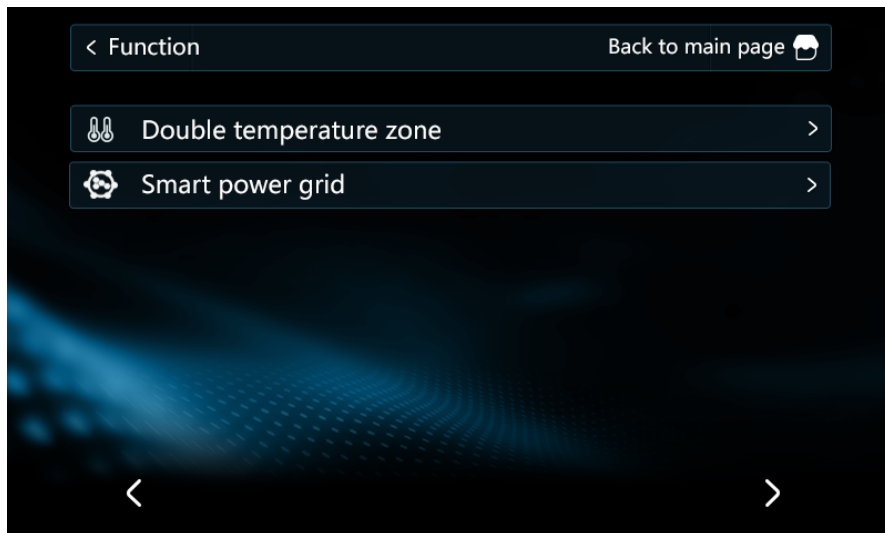 < Function
Back to main page
Double temperature zone >
Smart power grid >
< >